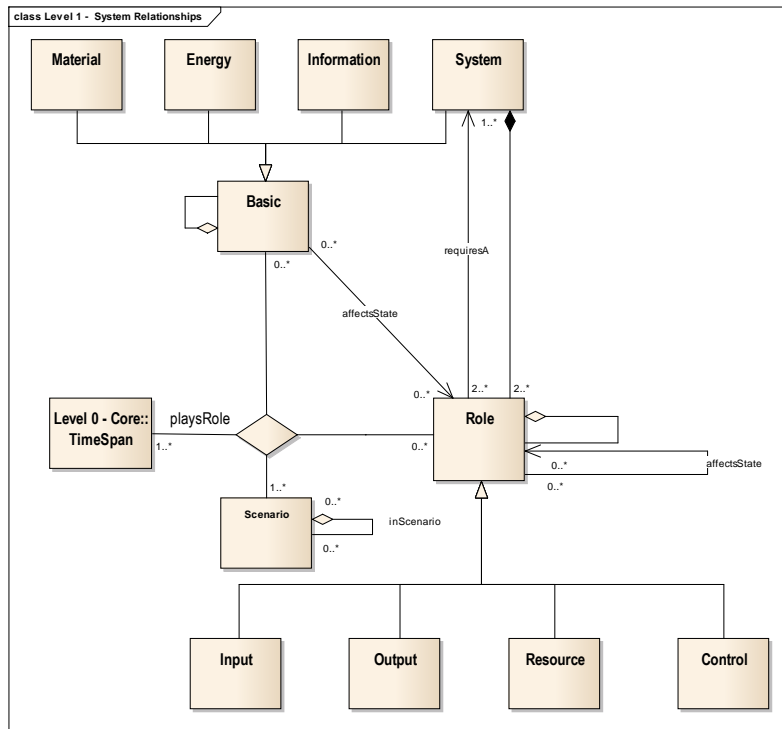 class Level 1 - System Relationships
Material
Energy
Information
System
1..*
Basic
0..*
0..*
requiresA
affectsState
0..*
2..*
2..*
Level 0 - Core::
TimeSpan
playsRole
1..*
Role
0..*
0..*
affectsState
0..*
1..*
0..*
Scenario
inScenario
0..*
Input
Output
Resource
Control